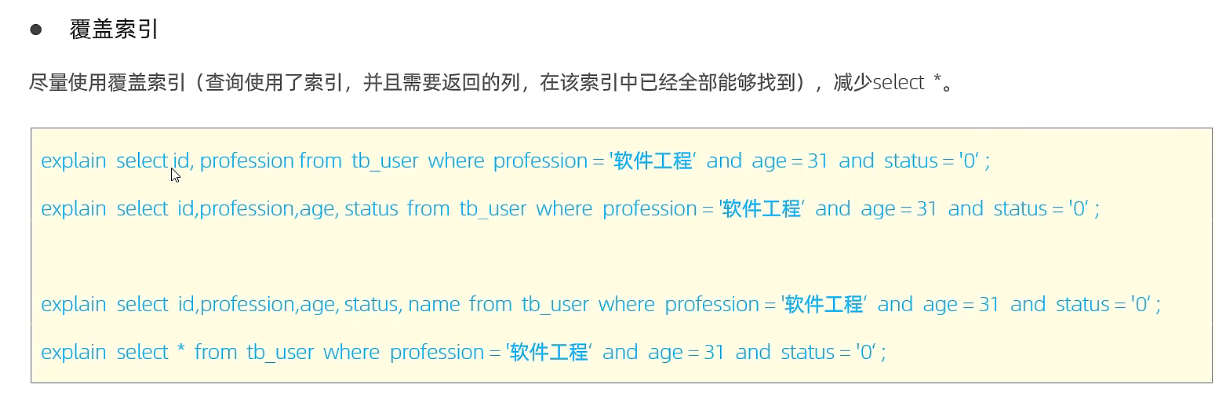 ● 覆盖索引
尽量使用覆盖索引（查询使用了索引，并且需要返回的列，在该索引中已经全部能够找到），减少select *。
explain select id, profession from tb_user where profession = '软件工程‘ and age = 31 and status = '0‘ ;
explain select id,profession,age, status from tb_user where profession = '软件工程‘ and age = 31 and status = '0‘ ;
explain select id,profession,age, status, name from tb_user where profession = '软件工程‘ and age = 31 and status = '0‘ ;
explain select * from tb_user where profession = '软件工程‘ and age = 31 and status = '0‘ ;